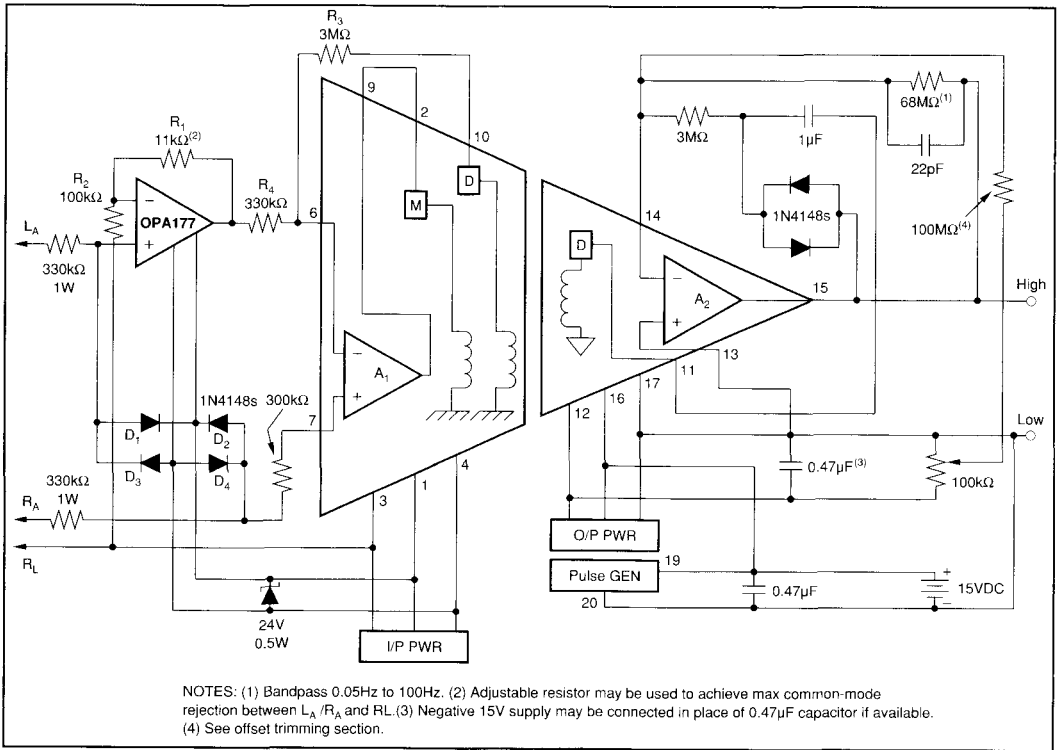 R3
3MΩ
9
2
10
R1
11kΩ(2)
R2
100kΩ
R4
330kΩ
6
OPA177
−
+
D
M
LA
330kΩ
1W
14
D
A2
−
+
15
13
11
17
16
12
3MΩ
1µF
68MΩ(1)
22pF
1N4148s
100MΩ(4)
High
Low
A1
−
+
1N4148s
300kΩ
7
D1
D2
D3
D4
330kΩ
1W
RA
RL
3
1
4
24V
0.5W
I/P PWR
0.47µF(3)
100kΩ
O/P PWR
Pulse GEN
19
20
0.47µF
+
15VDC
−
NOTES: (1) Bandpass 0.05Hz to 100Hz. (2) Adjustable resistor may be used to achieve max common-mode
rejection between LA /RA and RL.(3) Negative 15V supply may be connected in place of 0.47µF capacitor if available.
(4) See offset trimming section.